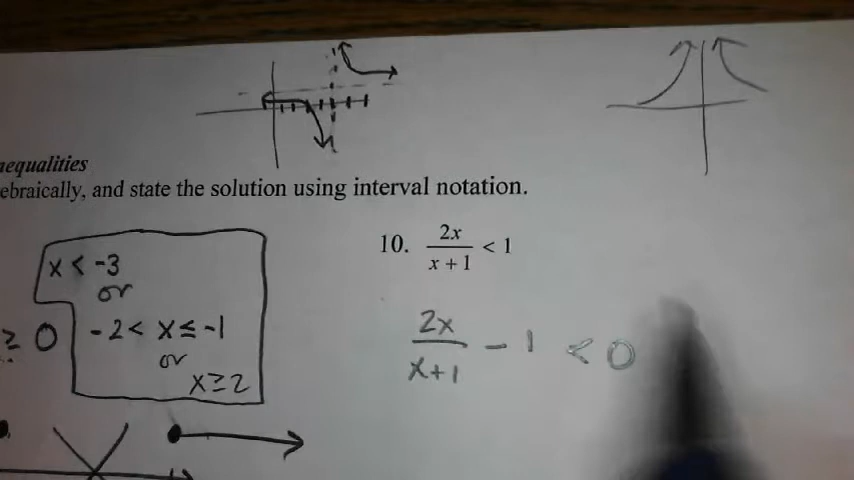 nequalities
ebraically, and state the solution using interval notation.
x < -3
or
≥ 0
-2 < x ≤ -1
or
x ≥ 2
10. 2x / x + 1 < 1
2x / x+1 - 1 < 0